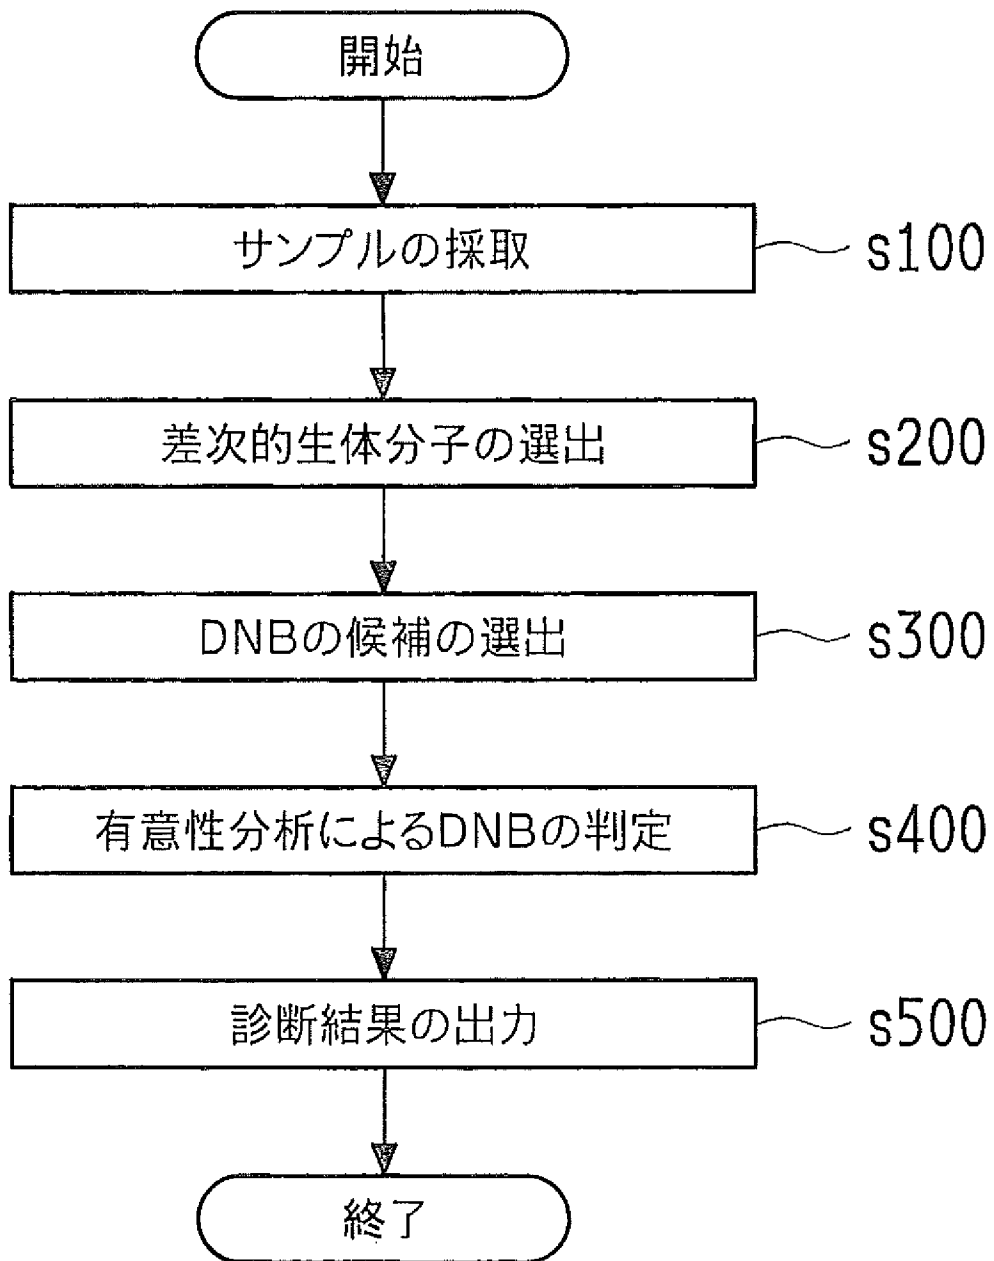 開始
サンプルの採取
s100
差次的生体分子の選出
s200
DNBの候補の選出
s300
有意性分析によるDNBの判定
s400
診断結果の出力
s500
終了